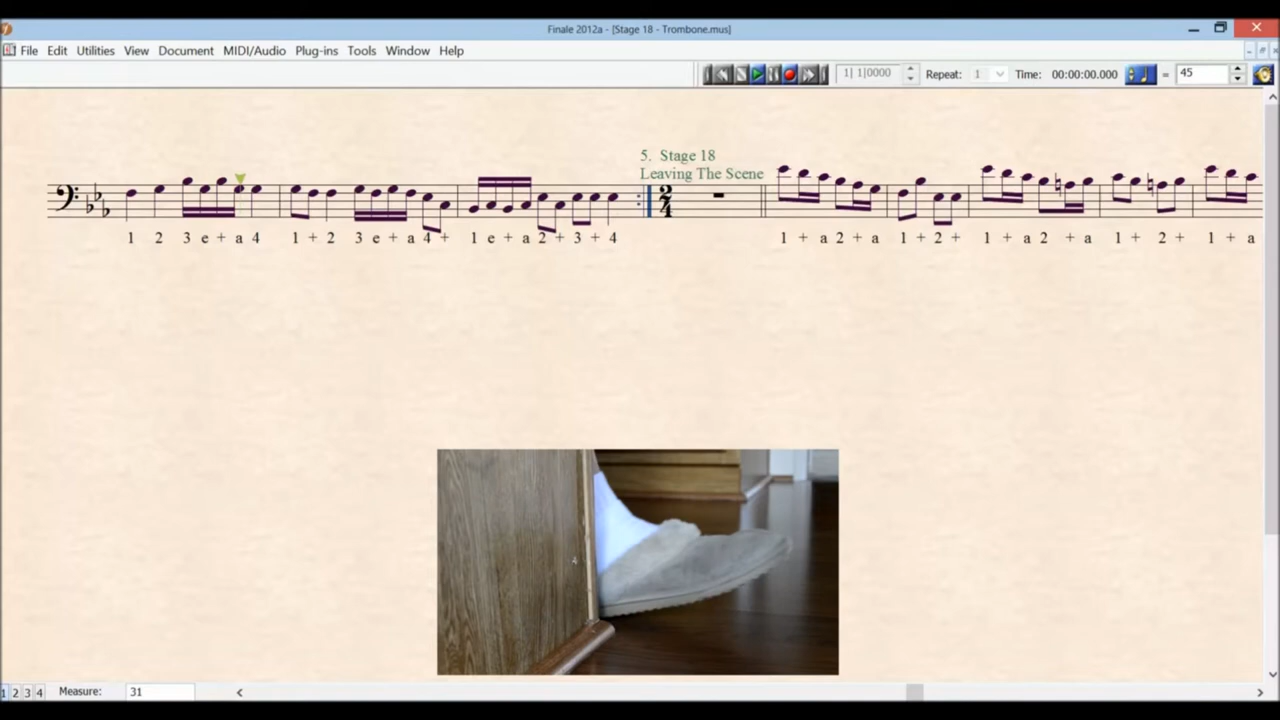 Finale 2012a - [Stage 18 - Trombone.mus]
File Edit Utilities View Document MIDI/Audio Plug-ins Tools Window Help
1| 1|0000 Repeat: 1 Time: 00:00:00.000 = 45
5. Stage 18
Leaving The Scene
2
4
1 2 3 e + a 4 1 + 2 3 e + a 4 + 1 e + a 2 + 3 + 4 1 + a 2 + a 1 + 2 + 1 + a 2 + a 1 + 2 + 1 + a
1 2 3 4 Measure: 31